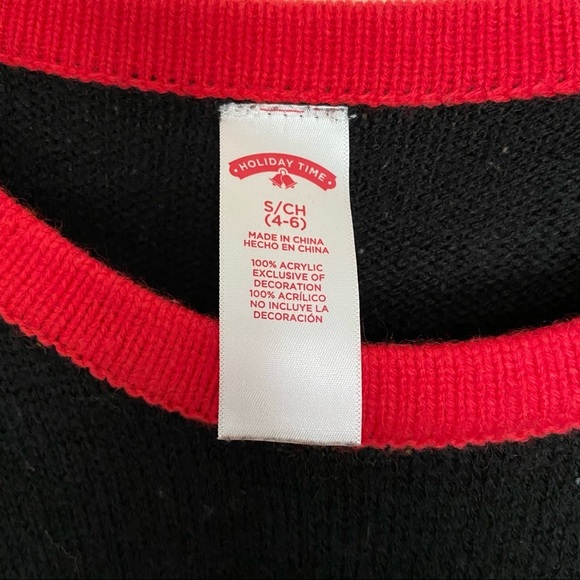 HOLIDAY TIME
S/CH
(4-6)
MADE IN CHINA
HECHO EN CHINA
100% ACRYLIC
EXCLUSIVE OF
DECORATION
100% ACRÍLICO
NO INCLUYE LA
DECORACIÓN